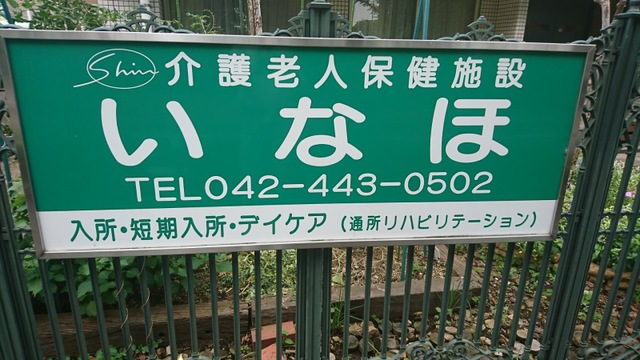 Shin 介護老人保健施設
いなほ
TEL042-443-0502
入所・短期入所・デイケア（通所リハビリテーション）